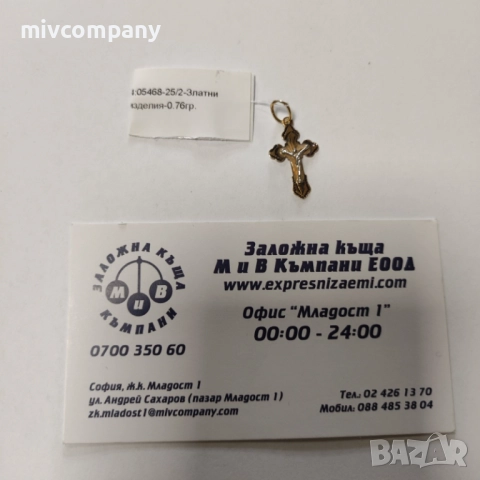 mivcompany
:05468-25/2-Златни
изделия-0.76гр.
ЗАЛОЖНА КЪЩА
М и В
КЪМПАНИ
0700 350 60
Заложна къща
М и В Къмпани ЕООД
www.expresnizaemi.com
Офис "Младост 1"
00:00 - 24:00
София, ж.к. Младост 1
ул. Андрей Сахаров (пазар Младост 1)
zk.mladost1@mivcompany.com
Тел.: 02 426 13 70
Мобил: 088 485 38 04
BAZAR